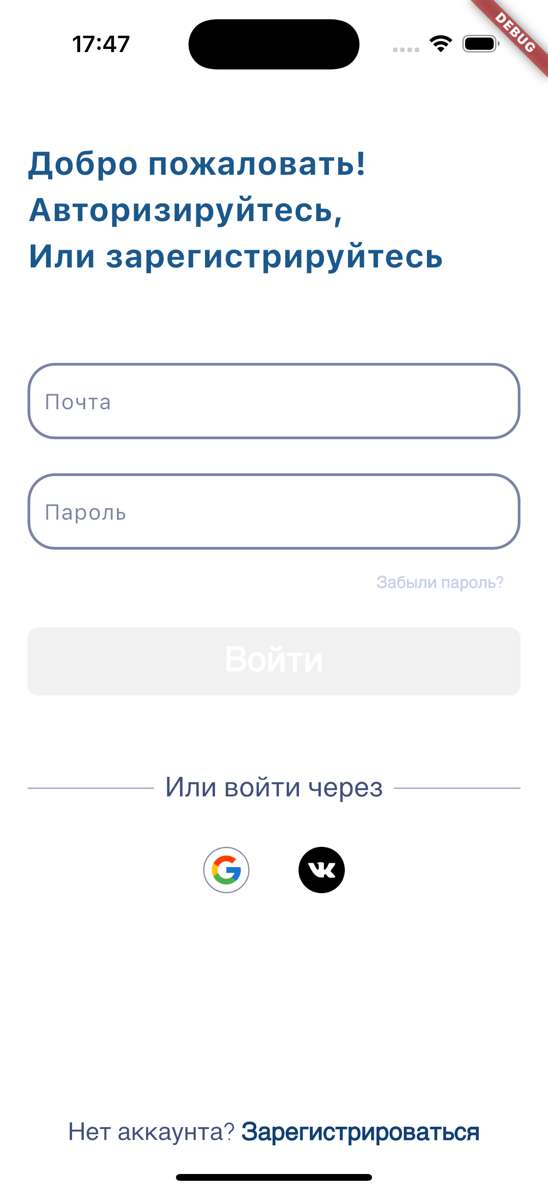 17:47
DEBUG
Добро пожаловать!
Авторизируйтесь,
Или зарегистрируйтесь
Почта
Пароль
Забыли пароль?
Войти
Или войти через
Нет аккаунта? Зарегистрироваться